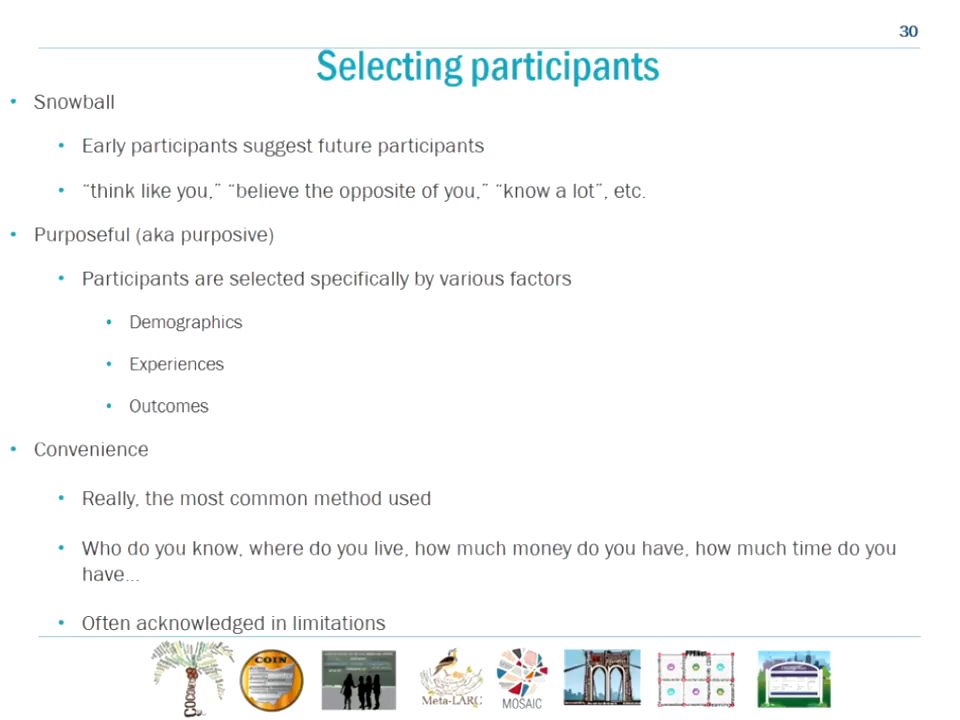 30
Selecting participants
• Snowball
• Early participants suggest future participants
• “think like you,” “believe the opposite of you,” “know a lot”, etc.
• Purposeful (aka purposive)
• Participants are selected specifically by various factors
• Demographics
• Experiences
• Outcomes
• Convenience
• Really, the most common method used
• Who do you know, where do you live, how much money do you have, how much time do you
have...
• Often acknowledged in limitations
COIN
Meta-LARC
MOSAIC